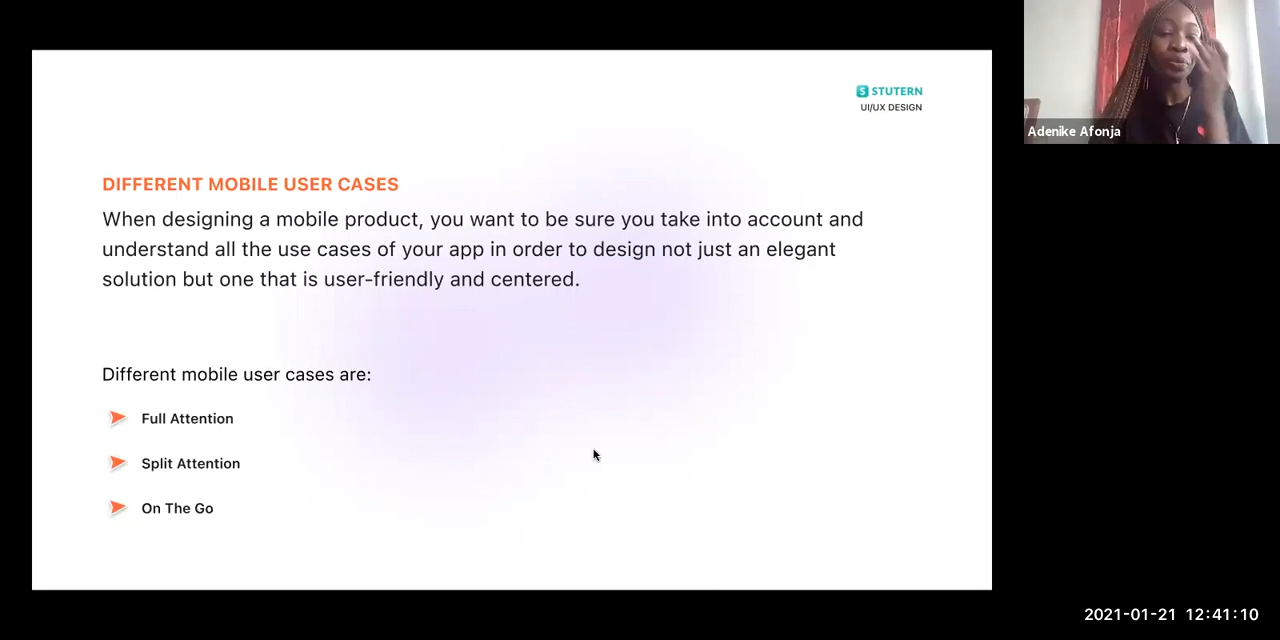 STUTERN
UI/UX DESIGN
Adenike Afonja
DIFFERENT MOBILE USER CASES
When designing a mobile product, you want to be sure you take into account and
understand all the use cases of your app in order to design not just an elegant
solution but one that is user-friendly and centered.
Different mobile user cases are:
Full Attention
Split Attention
On The Go
2021-01-21 12:41:10